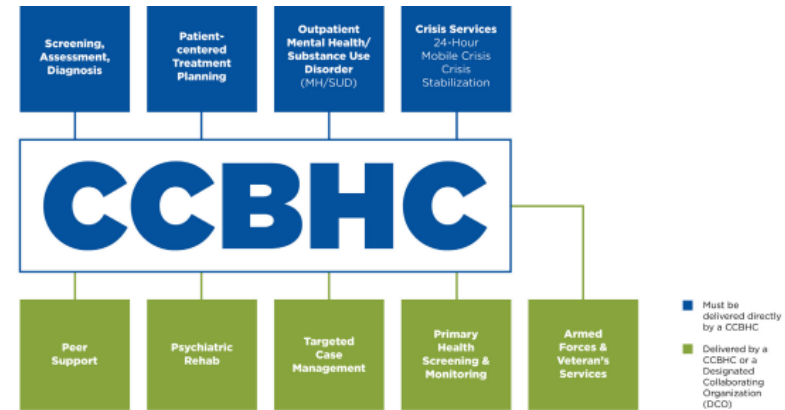 Screening,
Assessment,
Diagnosis
Patient-
centered
Treatment
Planning
Outpatient
Mental Health/
Substance Use
Disorder
(MH/SUD)
Crisis Services
24-Hour
Mobile Crisis
Crisis
Stabilization
CCBHC
Peer
Support
Psychiatric
Rehab
Targeted
Case
Management
Primary
Health
Screening &
Monitoring
Armed
Forces &
Veteran's
Services
Must be
delivered directly
by a CCBHC
Delivered by a
CCBHC or a
Designated
Collaborating
Organization
(DCO)